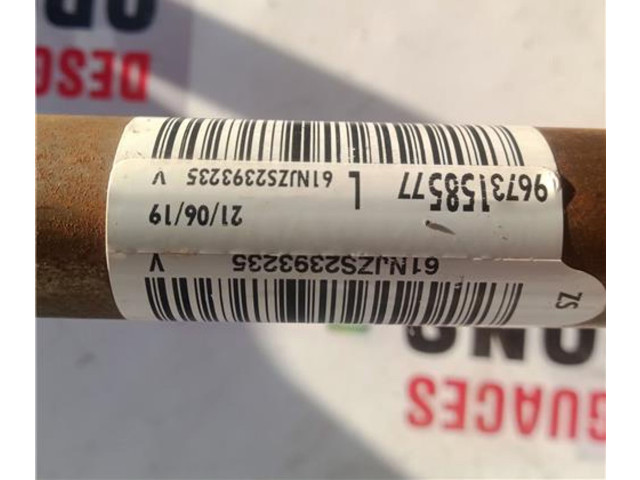 ZS
61NJZS2393235 V
21/06/19
9673158577 L 61NJZS2393235 V
DESG
GUACES